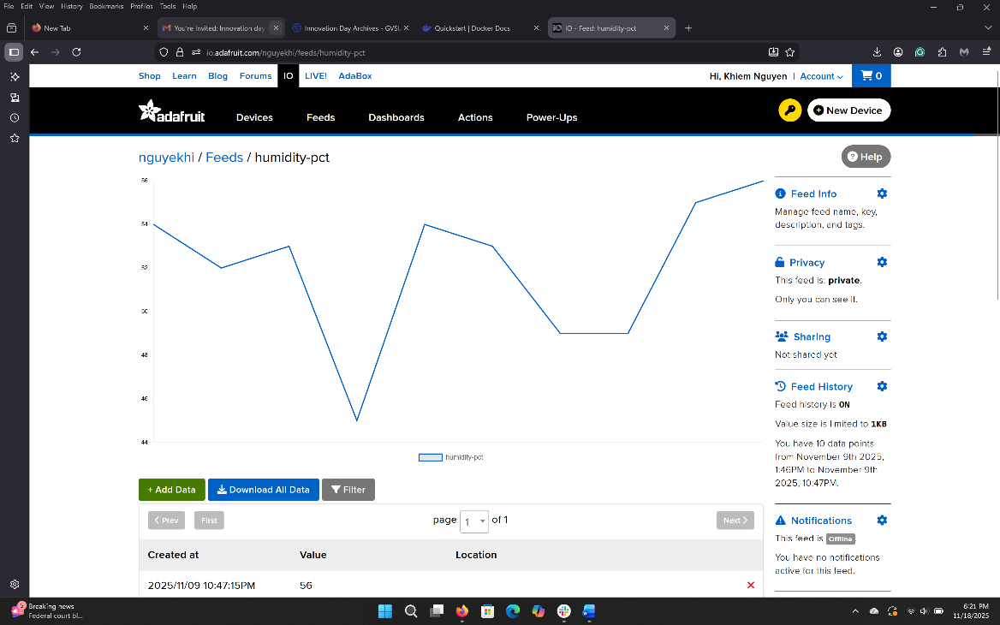 File Edit View History Bookmarks Profiles Tools Help
New Tab
You're Invited: Innovation day
Innovation Day Archives - GVSU
Quickstart | Docker Docs
IO - Feed: humidity-pct
io.adafruit.com/nguyekhi/feeds/humidity-pct
Shop Learn Blog Forums IO LIVE! AdaBox
Hi, Khiem Nguyen | Account
0
adafruit
Devices Feeds Dashboards Actions Power-Ups
New Device
nguyekhi / Feeds / humidity-pct
Help
56
54
52
50
48
46
44
humidity-pct
Feed Info
Manage feed name, key,
description, and tags.
Privacy
This feed is: private.
Only you can see it.
Sharing
Not shared yet
Feed History
Feed history is ON
Value size is limited to 1KB
You have 10 data points
from November 9th 2025,
1:46PM to November 9th
2025, 10:47PM.
Notifications
This feed is Offline.
You have no notifications
active for this feed.
+ Add Data
Download All Data
Filter
Prev
First
page 1 of 1
Next
Created at Value Location
2025/11/09 10:47:15PM 56
Breaking news
Federal court bl...
6:21 PM
11/18/2025